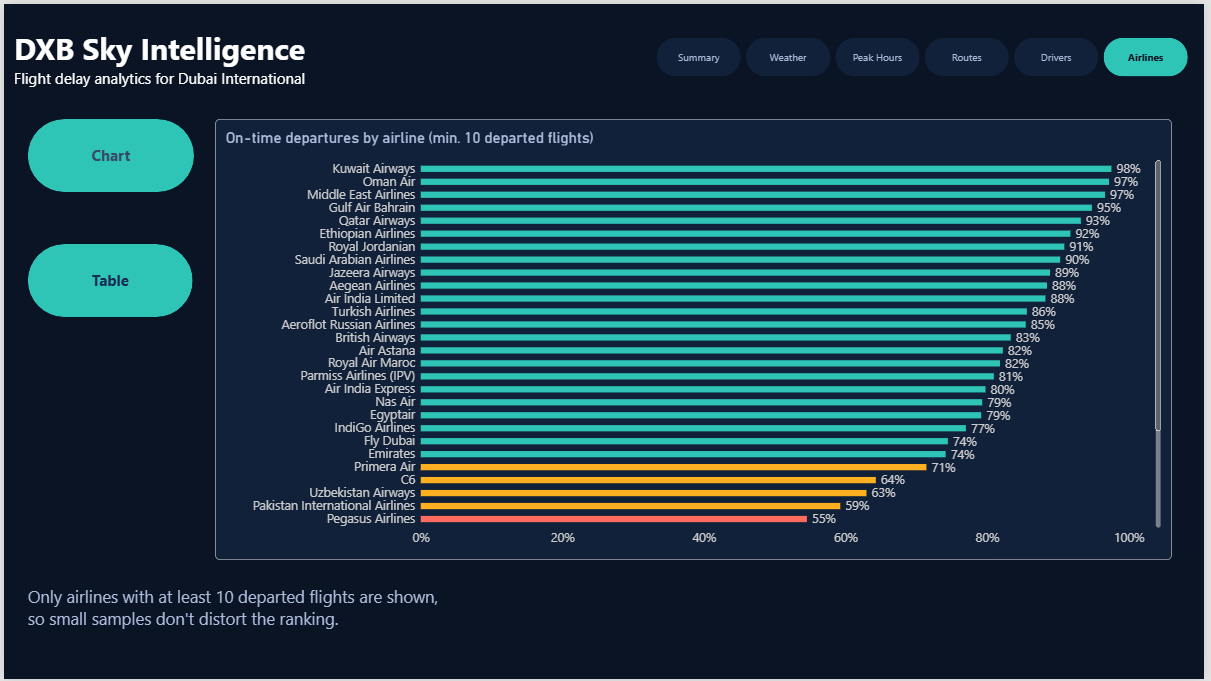 DXB Sky Intelligence
Flight delay analytics for Dubai International
Summary
Weather
Peak Hours
Routes
Drivers
Airlines
Chart
Table
On-time departures by airline (min. 10 departed flights)
Kuwait Airways 98%
Oman Air 97%
Middle East Airlines 97%
Gulf Air Bahrain 95%
Qatar Airways 93%
Ethiopian Airlines 92%
Royal Jordanian 91%
Saudi Arabian Airlines 90%
Jazeera Airways 89%
Aegean Airlines 88%
Air India Limited 88%
Turkish Airlines 86%
Aeroflot Russian Airlines 85%
British Airways 83%
Air Astana 82%
Royal Air Maroc 82%
Parmiss Airlines (IPV) 81%
Air India Express 80%
Nas Air 79%
Egyptair 79%
IndiGo Airlines 77%
Fly Dubai 74%
Emirates 74%
Primera Air 71%
C6 64%
Uzbekistan Airways 63%
Pakistan International Airlines 59%
Pegasus Airlines 55%
0% 20% 40% 60% 80% 100%
Only airlines with at least 10 departed flights are shown,
so small samples don't distort the ranking.